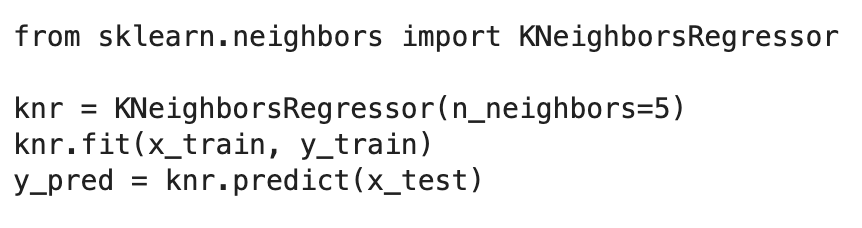 from sklearn.neighbors import KNeighborsRegressor
knr = KNeighborsRegressor(n_neighbors=5)
knr.fit(x_train, y_train)
y_pred = knr.predict(x_test)